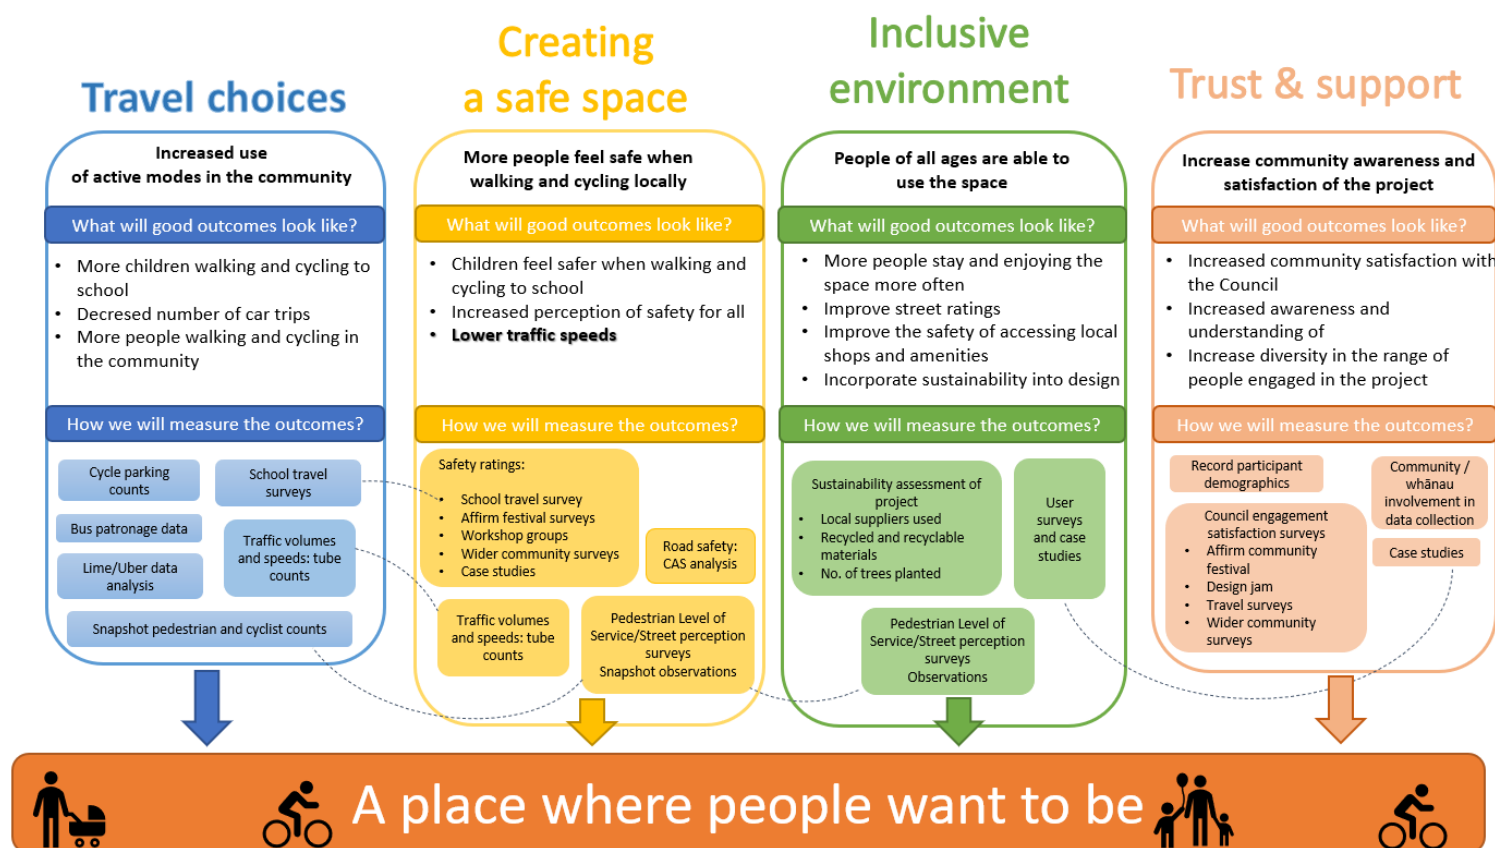 Travel choices
Increased use
of active modes in the community
What will good outcomes look like?
• More children walking and cycling to
school
• Decresed number of car trips
• More people walking and cycling in
the community
How we will measure the outcomes?
Cycle parking
counts
School travel
surveys
Bus patronage data
Traffic volumes
and speeds: tube
counts
Lime/Uber data
analysis
Snapshot pedestrian and cyclist counts
Creating
a safe space
More people feel safe when
walking and cycling locally
What will good outcomes look like?
• Children feel safer when walking and
cycling to school
• Increased perception of safety for all
• Lower traffic speeds
How we will measure the outcomes?
Safety ratings:
• School travel survey
• Affirm festival surveys
• Workshop groups
• Wider community surveys
• Case studies
Road safety:
CAS analysis
Traffic volumes
and speeds: tube
counts
Pedestrian Level of
Service/Street perception
surveys
Snapshot observations
Inclusive
environment
People of all ages are able to
use the space
What will good outcomes look like?
• More people stay and enjoying the
space more often
• Improve street ratings
• Improve the safety of accessing local
shops and amenities
• Incorporate sustainability into design
How we will measure the outcomes?
Sustainability assessment of
project
• Local suppliers used
• Recycled and recyclable
materials
• No. of trees planted
User
surveys
and case
studies
Pedestrian Level of
Service/Street perception
surveys
Observations
Trust & support
Increase community awareness and
satisfaction of the project
What will good outcomes look like?
• Increased community satisfaction with
the Council
• Increased awareness and
understanding of
• Increase diversity in the range of
people engaged in the project
How we will measure the outcomes?
Record participant
demographics
Community /
whānau
involvement in
data collection
Council engagement
satisfaction surveys
• Affirm community
festival
• Design jam
• Travel surveys
• Wider community
surveys
Case studies
A place where people want to be